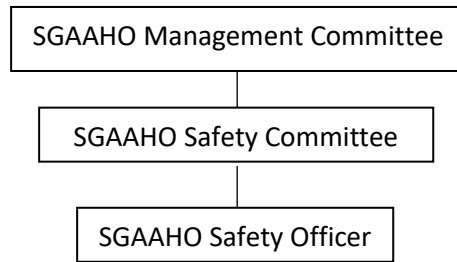 SGAAHO Management Committee
SGAAHO Safety Committee
SGAAHO Safety Officer